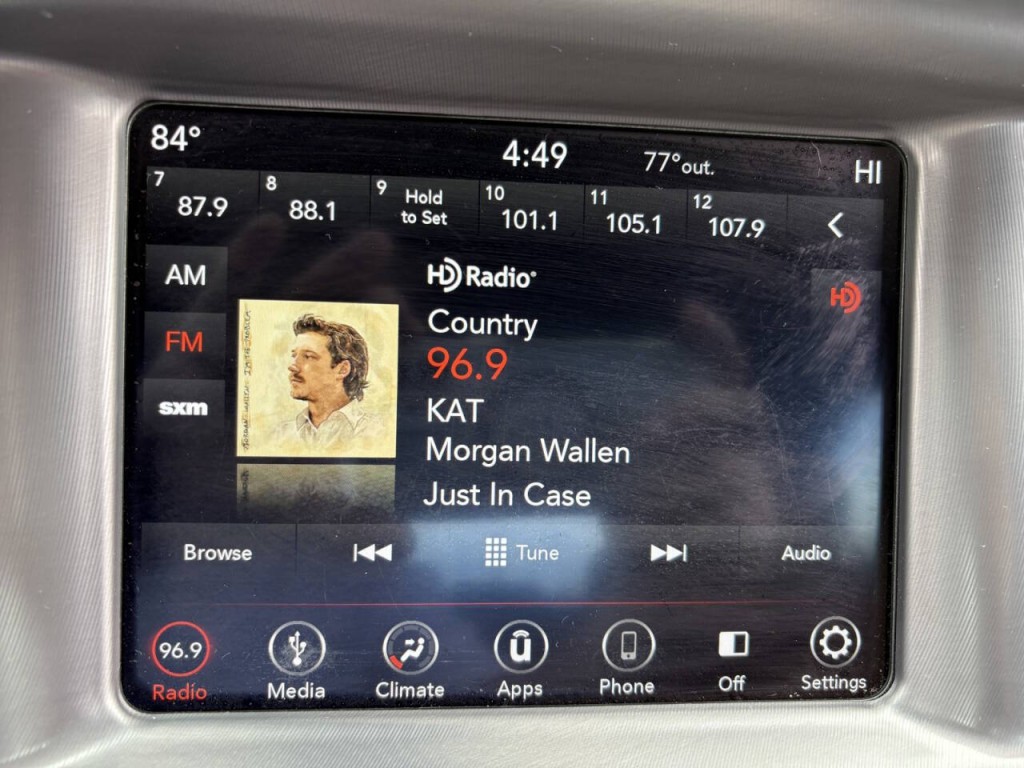 84°
4:49
77° out.
HI
7
87.9
8
88.1
9
Hold
to Set
10
101.1
11
105.1
12
107.9
AM
HD Radio
HD
Country
FM
96.9
sxm
KAT
Morgan Wallen
Just In Case
Browse
Tune
Audio
96.9
Radio
Media
Climate
Apps
Phone
Off
Settings